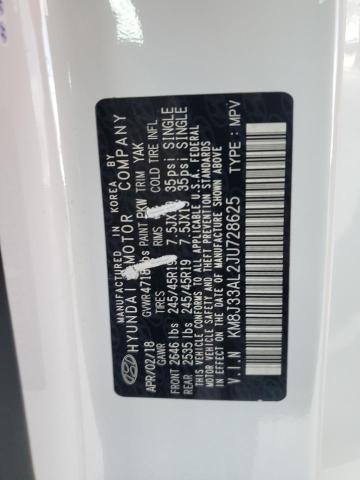 MANUFACTURED IN KOREA BY
HYUNDAI MOTOR COMPANY
APR/02/18 GVWR 4718 lbs PAINT PKW TRIM YAK
GAWR TIRES RIMS COLD TIRE INFL
FRONT 2646 lbs 245/45R19 7.5JX19 35psi SINGLE
REAR 2535 lbs 245/45R19 7.5JX19 35psi SINGLE
THIS VEHICLE CONFORMS TO ALL APPLICABLE U.S.A. FEDERAL
MOTOR VEHICLE SAFETY, BUMPER, AND THEFT PREVENTION STANDARDS
IN EFFECT ON THE DATE OF MANUFACTURE SHOWN ABOVE.
V.I.N KM8J33AL2JU728625 TYPE: MPV